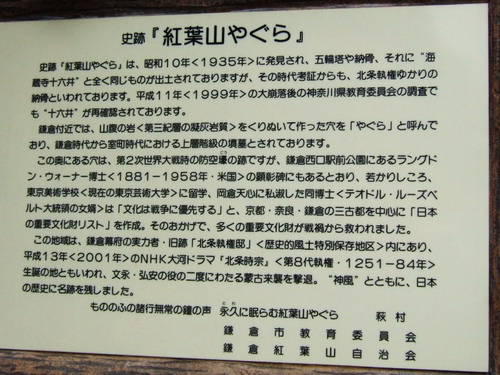 史跡『紅葉山やぐら』
史跡「紅葉山やぐら」は、昭和10年<1935年>に発見され、五輪塔や納骨、それに“海
蔵寺十六井”と全く同じものが出土されておりますが、その時代考証からも、北条執権ゆかりの
納骨といわれております。平成11年<1999年>の大崩落後の神奈川県教育委員会の調査で
も“十六井”が再確認されております。
鎌倉付近では、山腹の岩<第三紀層の凝灰岩質>をくりぬいて作った穴を「やぐら」と呼んで
おり、鎌倉時代から室町時代における上層階級の墳墓とされております。
この奥にある穴は、第2次世界大戦時の防空壕の跡ですが、鎌倉西口駅前公園にあるラングド
ン・ウォーナー博士<1881-1958年・米国>の顕彰碑にもあるとおり、若かりしころ、
東京美術学校<現在の東京芸術大学>に留学、岡倉天心に私淑した同博士<テオドル・ルーズベ
ルト大統領の女婿>は「文化は戦争に優先する」と、京都・奈良・鎌倉の三古都を中心に「日本
の重要文化財リスト」を作成。そのおかげで、多くの重要文化財が戦禍から救われました。
この地域は、鎌倉幕府の実力者・旧跡「北条執権邸」<歴史的風土特別保存地区>内にあり、
平成13年<2001年>のNHK大河ドラマ「北条時宗」<第8代執権・1251-84年>
生誕の地ともいわれ、文永・弘安の役の二度にわたる蒙古来襲を撃退。“神風”とともに、日本
の歴史に名跡を残しました。
もののふの諸行無常の鐘の声 永久に眠らむ紅葉山やぐら 萩村
鎌倉市教育委員会
鎌倉紅葉山自治会